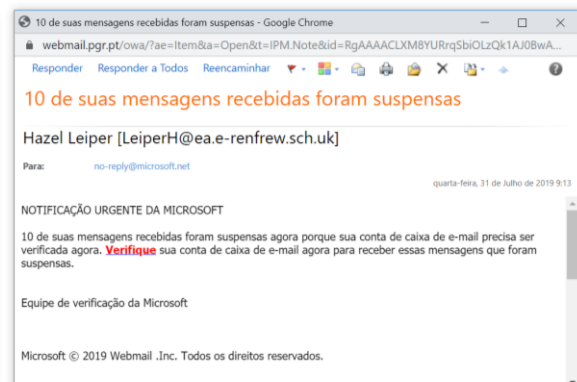 10 de suas mensagens recebidas foram suspensas - Google Chrome
webmail.pgr.pt/owa/?ae=Item&a=Open&t=IPM.Note&id=RgAAAACLXM8YURrqSbiOLzQk1AJ0BwA...
Responder Responder a Todos Reencaminhar
10 de suas mensagens recebidas foram suspensas
Hazel Leiper [LeiperH@ea.e-renfrew.sch.uk]
Para: no-reply@microsoft.net
quarta-feira, 31 de Julho de 2019 9:13
NOTIFICAÇÃO URGENTE DA MICROSOFT
10 de suas mensagens recebidas foram suspensas agora porque sua conta de caixa de e-mail precisa ser
verificada agora. Verifique sua conta de caixa de e-mail agora para receber essas mensagens que foram
suspensas.
Equipe de verificação da Microsoft
Microsoft © 2019 Webmail .Inc. Todos os direitos reservados.